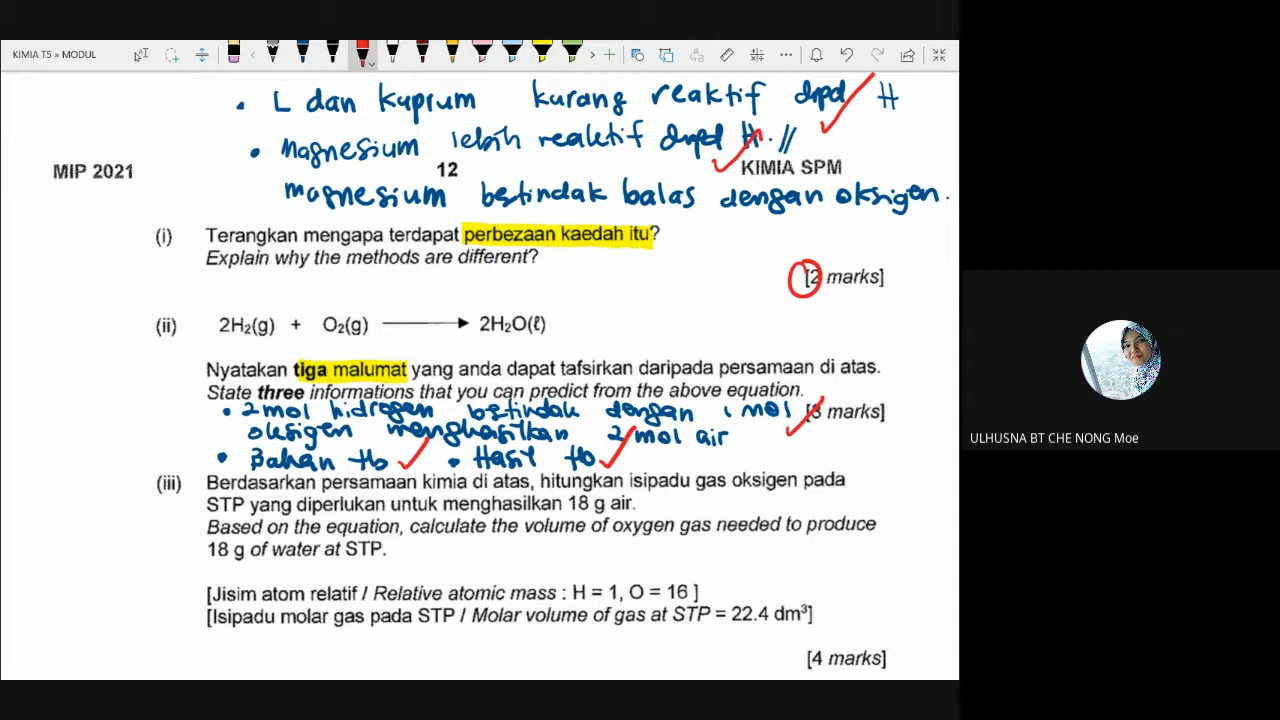 KIMIA T5 » MODUL
• L dan kuprum kurang reaktif drpd H
• Magnesium lebih reaktif drpd H. //
MIP 2021 12 KIMIA SPM
magnesium bertindak balas dengan oksigen.
(i) Terangkan mengapa terdapat perbezaan kaedah itu?
Explain why the methods are different?
[2 marks]
(ii) 2H₂(g) + O₂(g) ⟶ 2H₂O(ℓ)
Nyatakan tiga malumat yang anda dapat tafsirkan daripada persamaan di atas.
State three informations that you can predict from the above equation.
• 2 mol hidrogen bertindak dengan 1 mol [3 marks]
oksigen menghasilkan 2 mol air
• Bahan tb • Hasil tb
ULHUSNA BT CHE NONG Moe
(iii) Berdasarkan persamaan kimia di atas, hitungkan isipadu gas oksigen pada
STP yang diperlukan untuk menghasilkan 18 g air.
Based on the equation, calculate the volume of oxygen gas needed to produce
18 g of water at STP.
[Jisim atom relatif / Relative atomic mass : H = 1, O = 16 ]
[Isipadu molar gas pada STP / Molar volume of gas at STP = 22.4 dm³]
[4 marks]